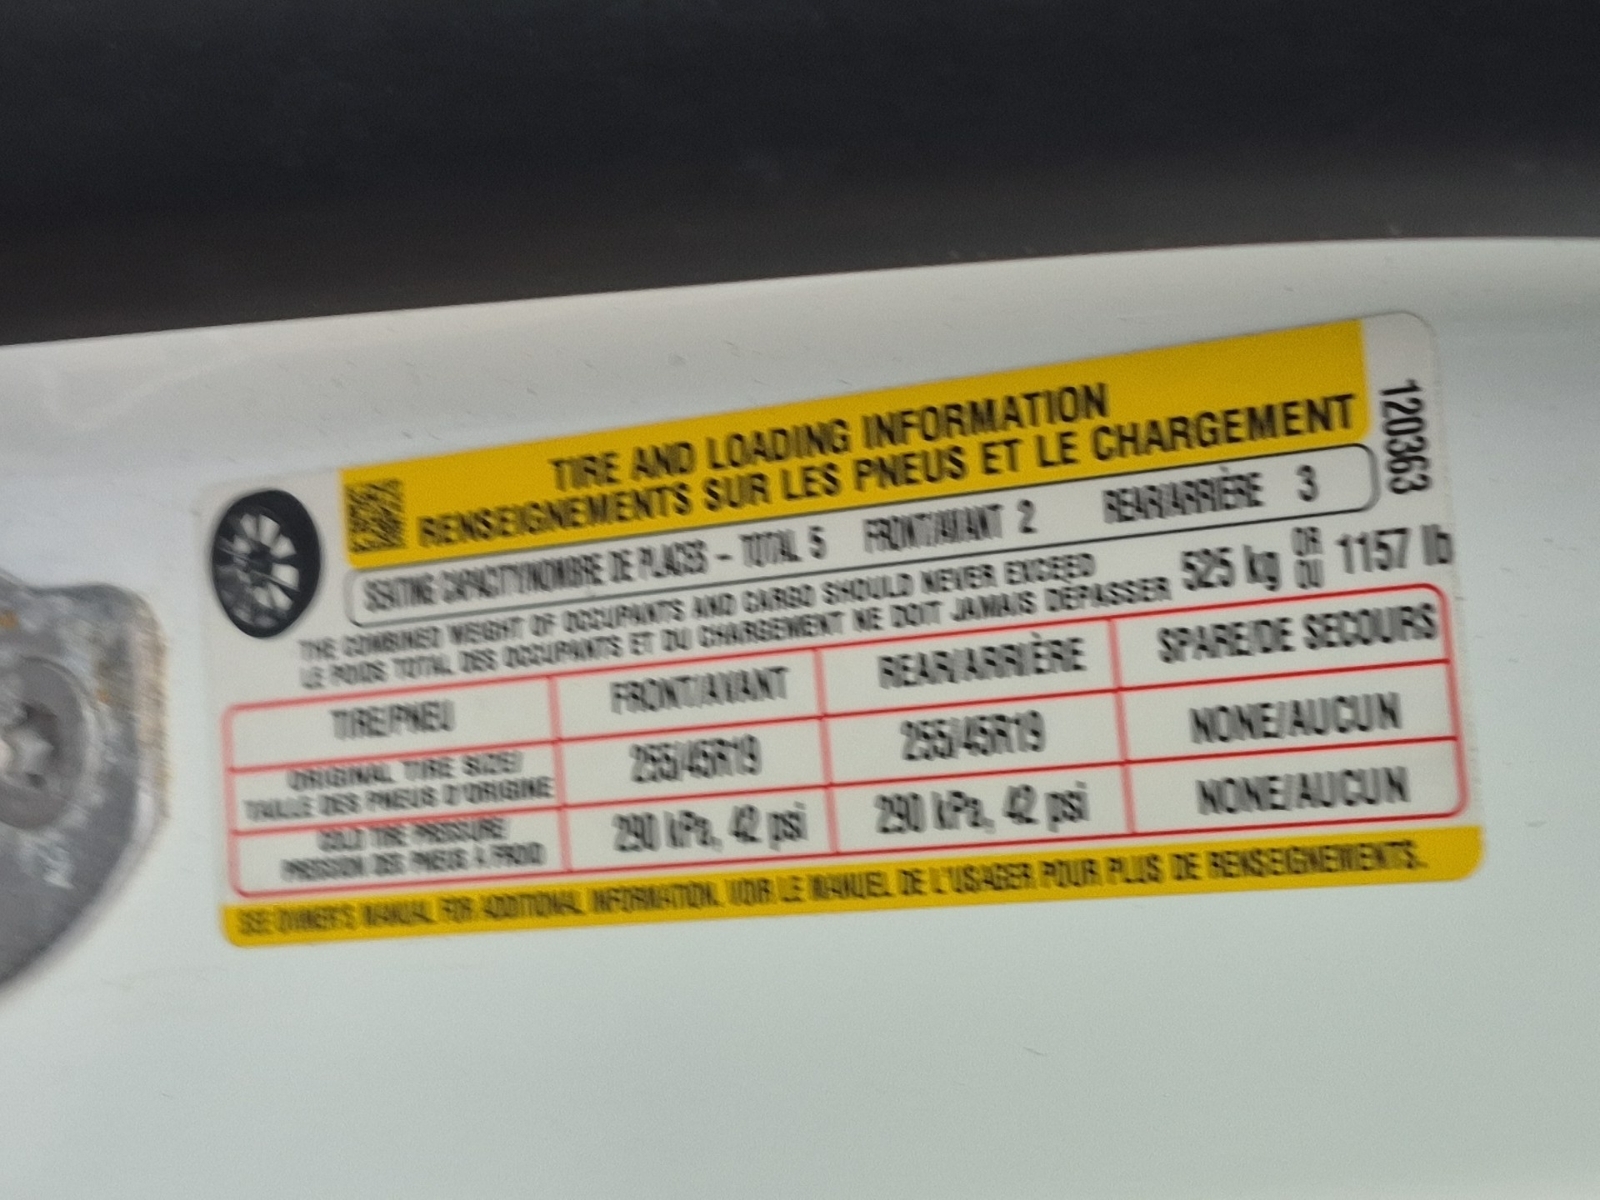 TIRE AND LOADING INFORMATION
RENSEIGNEMENTS SUR LES PNEUS ET LE CHARGEMENT
120363
SEATING CAPACITY/NOMBRE DE PLACES – TOTAL 5 FRONT/AVANT 2 REAR/ARRIÈRE 3
THE COMBINED WEIGHT OF OCCUPANTS AND CARGO SHOULD NEVER EXCEED
LE POIDS TOTAL DES OCCUPANTS ET DU CHARGEMENT NE DOIT JAMAIS DÉPASSER 525 kg OR OU 1157 lb
TIRE/PNEU FRONT/AVANT REAR/ARRIÈRE SPARE/DE SECOURS
ORIGINAL TIRE SIZE/
TAILLE DES PNEUS D'ORIGINE 255/45R19 255/45R19 NONE/AUCUN
COLD TIRE PRESSURE/
PRESSION DES PNEUS À FROID 290 kPa, 42 psi 290 kPa, 42 psi NONE/AUCUN
SEE OWNER'S MANUAL FOR ADDITIONAL INFORMATION. VOIR LE MANUEL DE L'USAGER POUR PLUS DE RENSEIGNEMENTS.